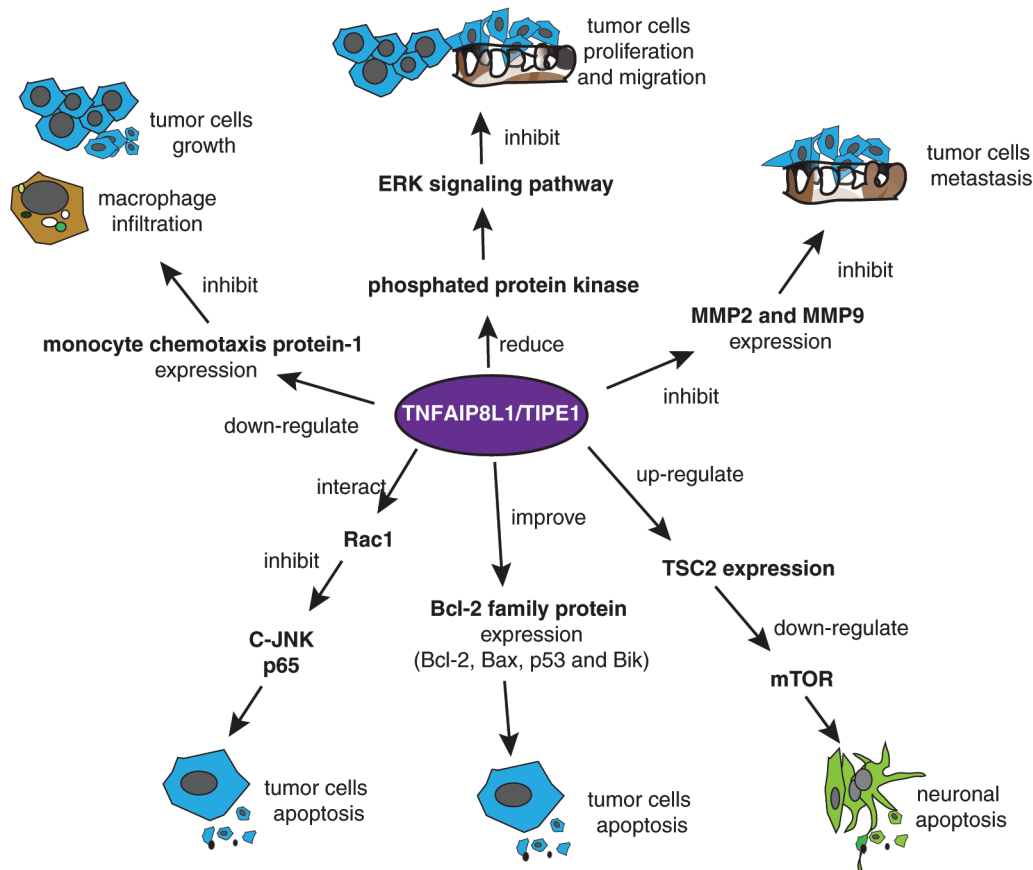 tumor cells
proliferation
and migration
inhibit
ERK signaling pathway
phosphated protein kinase
reduce
tumor cells
growth
macrophage
infiltration
inhibit
monocyte chemotaxis protein-1
expression
down-regulate
tumor cells
metastasis
inhibit
MMP2 and MMP9
expression
inhibit
TNFAIP8L1/TIPE1
interact
Rac1
inhibit
C-JNK
p65
tumor cells
apoptosis
improve
Bcl-2 family protein
expression
(Bcl-2, Bax, p53 and Bik)
tumor cells
apoptosis
up-regulate
TSC2 expression
down-regulate
mTOR
neuronal
apoptosis